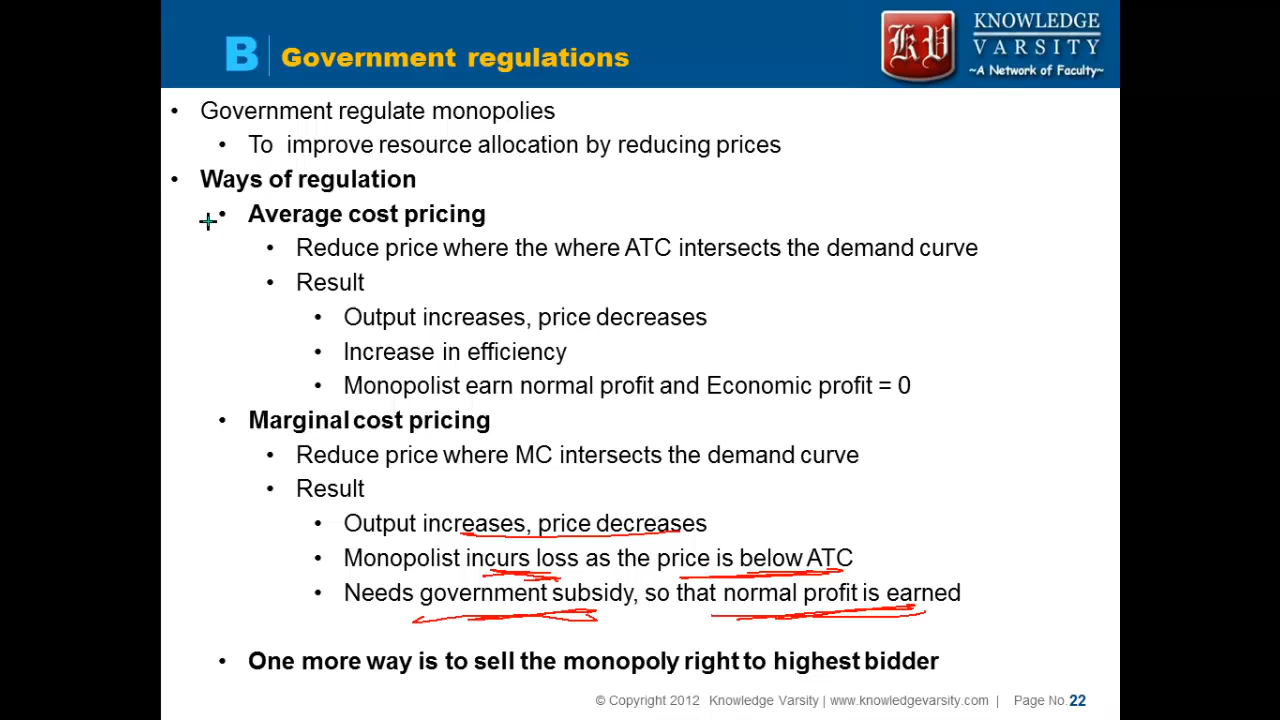 B Government regulations
KV KNOWLEDGE
VARSITY
~A Network of Faculty~
• Government regulate monopolies
• To improve resource allocation by reducing prices
• Ways of regulation
• Average cost pricing
• Reduce price where the where ATC intersects the demand curve
• Result
• Output increases, price decreases
• Increase in efficiency
• Monopolist earn normal profit and Economic profit = 0
• Marginal cost pricing
• Reduce price where MC intersects the demand curve
• Result
• Output increases, price decreases
• Monopolist incurs loss as the price is below ATC
• Needs government subsidy, so that normal profit is earned
• One more way is to sell the monopoly right to highest bidder
© Copyright 2012 Knowledge Varsity | www.knowledgevarsity.com | Page No. 22